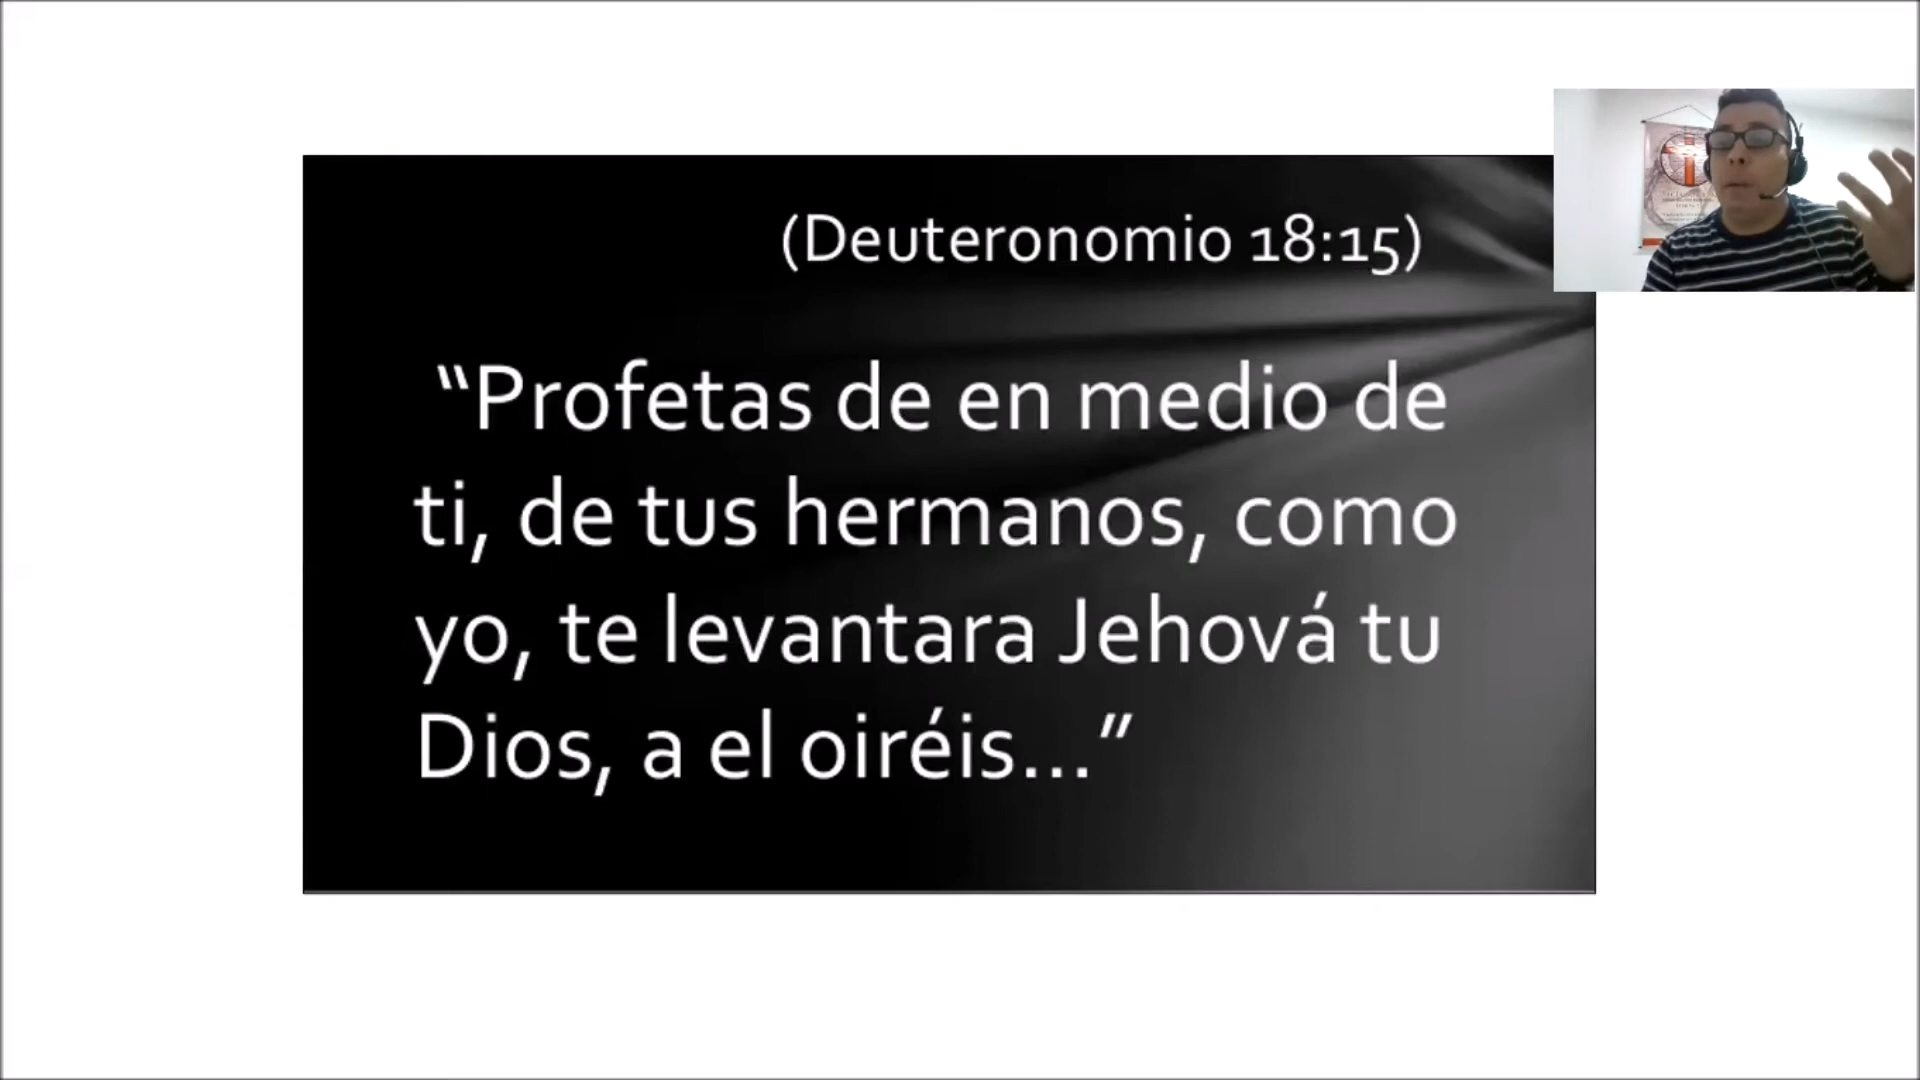 (Deuteronomio 18:15)
“Profetas de en medio de
ti, de tus hermanos, como
yo, te levantara Jehová tu
Dios, a el oiréis...”